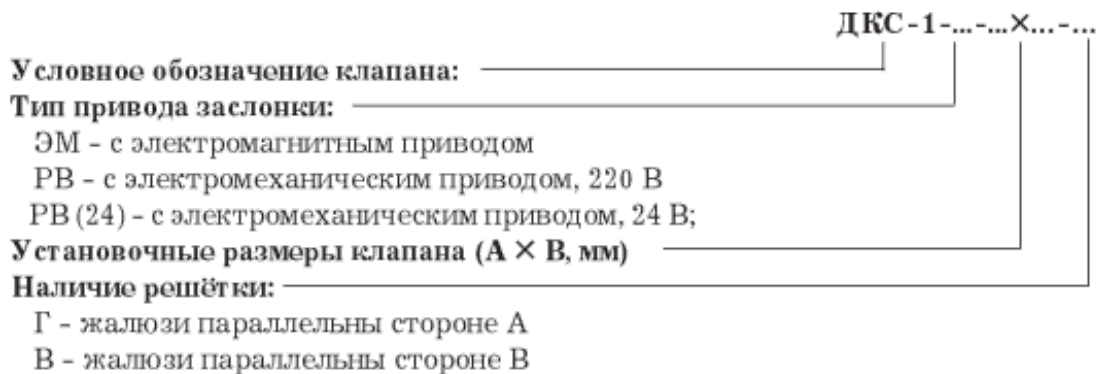 ДКС-1-...-...×...-...
Условное обозначение клапана:
Тип привода заслонки:
ЭМ – с электромагнитным приводом
РВ – с электромеханическим приводом, 220 В
РВ (24) – с электромеханическим приводом, 24 В;
Установочные размеры клапана (А × В, мм)
Наличие решётки:
Г – жалюзи параллельны стороне А
В – жалюзи параллельны стороне В